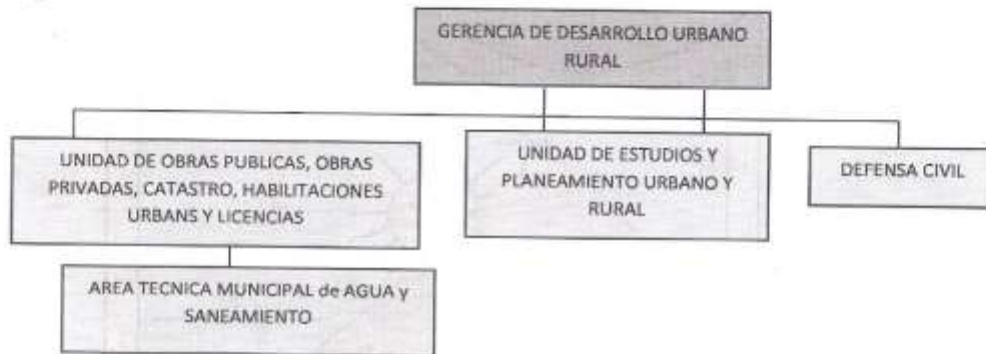 GERENCIA DE DESARROLLO URBANO
RURAL
UNIDAD DE OBRAS PUBLICAS, OBRAS
PRIVADAS, CATASTRO, HABILITACIONES
URBANS Y LICENCIAS
UNIDAD DE ESTUDIOS Y
PLANEAMIENTO URBANO Y
RURAL
DEFENSA CIVIL
AREA TECNICA MUNICIPAL de AGUA y
SANEAMIENTO